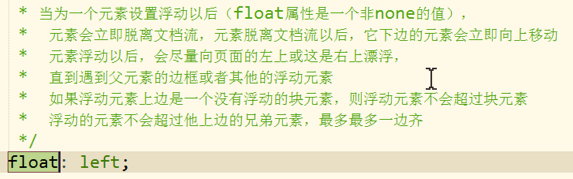 * 当为一个元素设置浮动以后（float属性是一个非none的值），
* 元素会立即脱离文档流，元素脱离文档流以后，它下边的元素会立即向上移动
* 元素浮动以后，会尽量向页面的左上或这是右上漂浮，
* 直到遇到父元素的边框或者其他的浮动元素
* 如果浮动元素上边是一个没有浮动的块元素，则浮动元素不会超过块元素
* 浮动的元素不会超过他上边的兄弟元素，最多最多一边齐
*/
float: left;